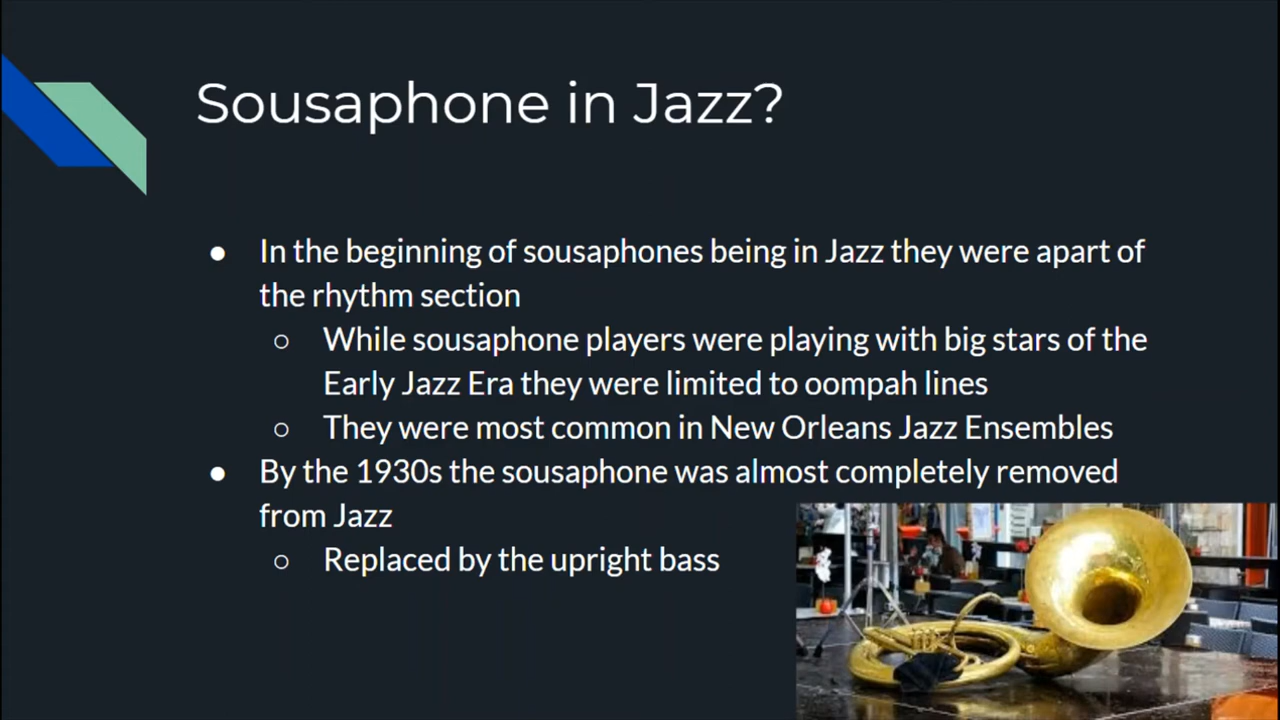 Sousaphone in Jazz?
● In the beginning of sousaphones being in Jazz they were apart of
the rhythm section
○ While sousaphone players were playing with big stars of the
Early Jazz Era they were limited to oompah lines
○ They were most common in New Orleans Jazz Ensembles
● By the 1930s the sousaphone was almost completely removed
from Jazz
○ Replaced by the upright bass